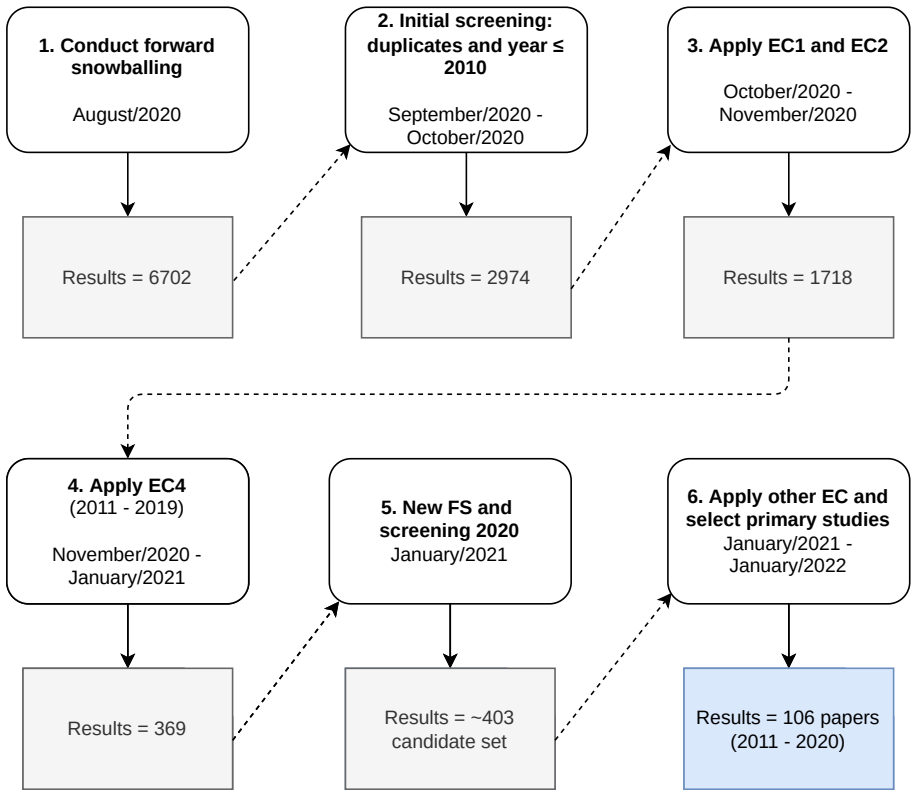 1. Conduct forward
snowballing
August/2020
2. Initial screening:
duplicates and year ≤
2010
September/2020 -
October/2020
3. Apply EC1 and EC2
October/2020 -
November/2020
Results = 6702
Results = 2974
Results = 1718
4. Apply EC4
(2011 - 2019)
November/2020 -
January/2021
5. New FS and
screening 2020
January/2021
6. Apply other EC and
select primary studies
January/2021 -
January/2022
Results = 369
Results = ~403
candidate set
Results = 106 papers
(2011 - 2020)